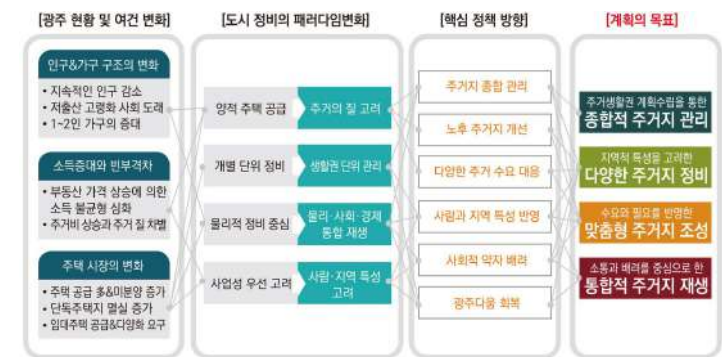 [광주 현황 및 여건 변화]
인구&가구 구조의 변화
• 지속적인 인구 감소
• 저출산 고령화 사회 도래
• 1~2인 가구의 증대
소득증대와 빈부격차
• 부동산 가격 상승에 의한
소득 불균형 심화
• 주거비 상승과 주거 질 차별
주택 시장의 변화
• 주택 공급 多&미분양 증가
• 단독주택지 멸실 증가
• 임대주택 공급&다양화 요구
[도시 정비의 패러다임변화]
양적 주택 공급
주거의 질 고려
개별 단위 정비
생활권 단위 관리
물리적 정비 중심
물리·사회·경제
통합 재생
사업성 우선 고려
사람·지역 특성
고려
[핵심 정책 방향]
주거지 종합 관리
노후 주거지 개선
다양한 주거 수요 대응
사람과 지역 특성 반영
사회적 약자 배려
광주다움 회복
[계획의 목표]
주거생활권 계획수립을 통한
종합적 주거지 관리
지역적 특성을 고려한
다양한 주거지 정비
수요와 필요를 반영한
맞춤형 주거지 조성
소통과 배려를 중심으로 한
통합적 주거지 재생